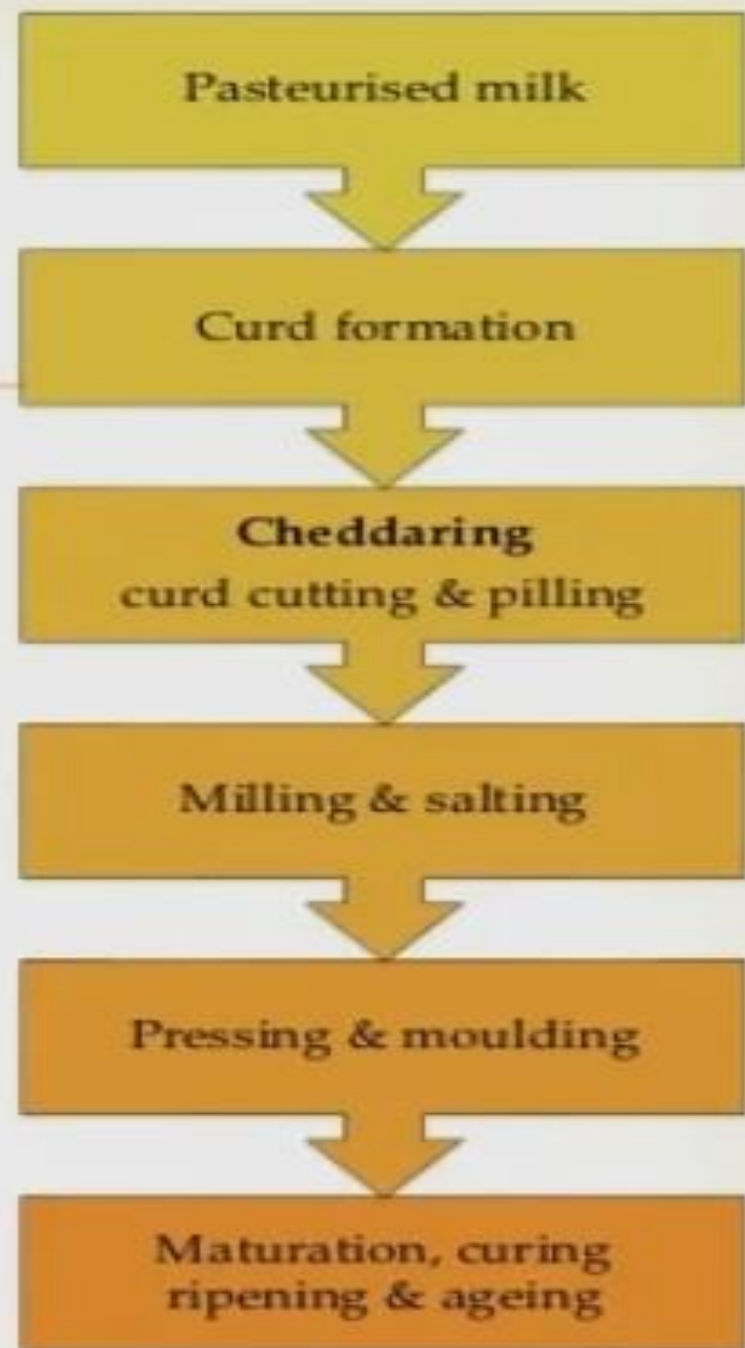 Pasteurised milk
Curd formation
Cheddaring
curd cutting & pilling
Milling & salting
Pressing & moulding
Maturation, curing
ripening & ageing